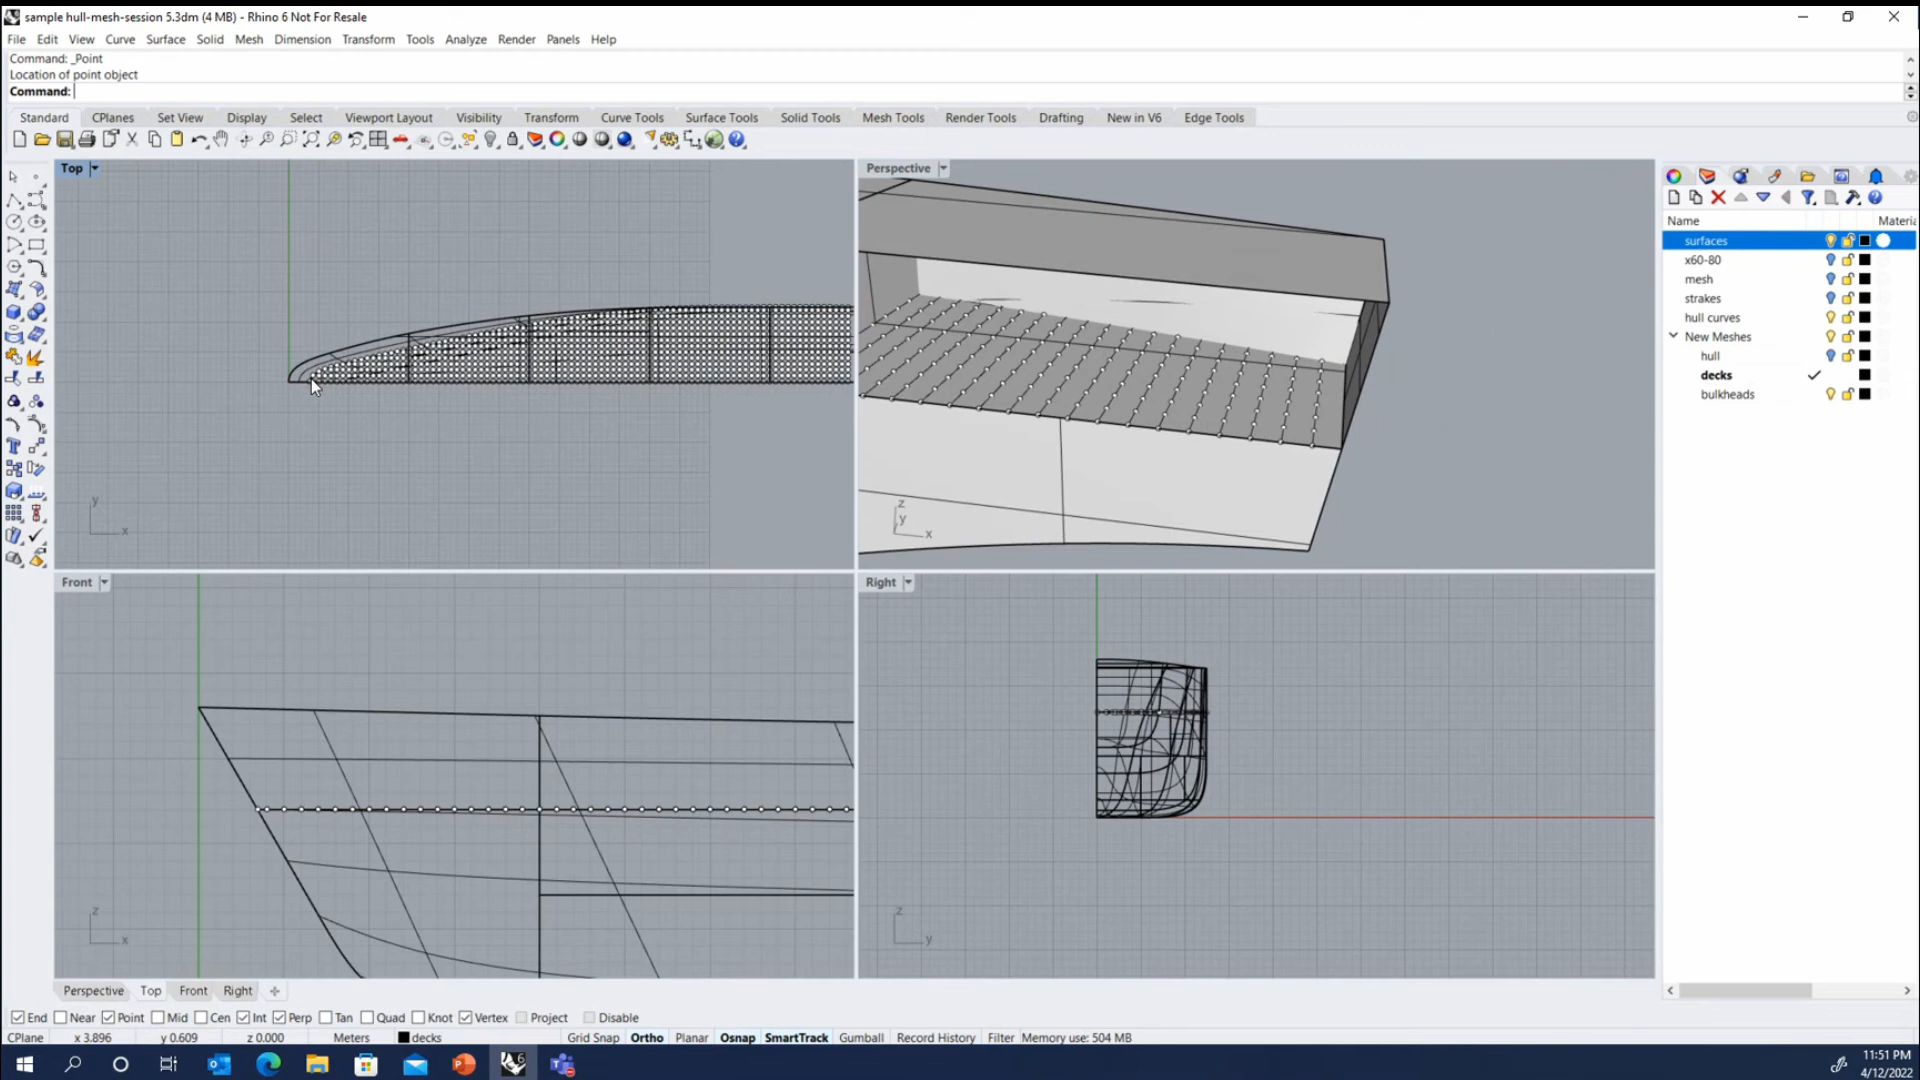 sample hull-mesh-session 5.3dm (4 MB) - Rhino 6 Not For Resale
File Edit View Curve Surface Solid Mesh Dimension Transform Tools Analyze Render Panels Help
Command: _Point
Location of point object
Command:
Standard CPlanes Set View Display Select Viewport Layout Visibility Transform Curve Tools Surface Tools Solid Tools Mesh Tools Render Tools Drafting New in V6 Edge Tools
Top
y
x
Perspective
z
y
x
Front
z
x
Right
z
y
Name Materia
surfaces
x60-80
mesh
strakes
hull curves
New Meshes
hull
decks
bulkheads
Perspective Top Front Right
End Near Point Mid Cen Int Perp Tan Quad Knot Vertex Project Disable
CPlane x 3.896 y 0.609 z 0.000 Meters decks Grid Snap Ortho Planar Osnap SmartTrack Gumball Record History Filter Memory use: 504 MB
11:51 PM
4/12/2022